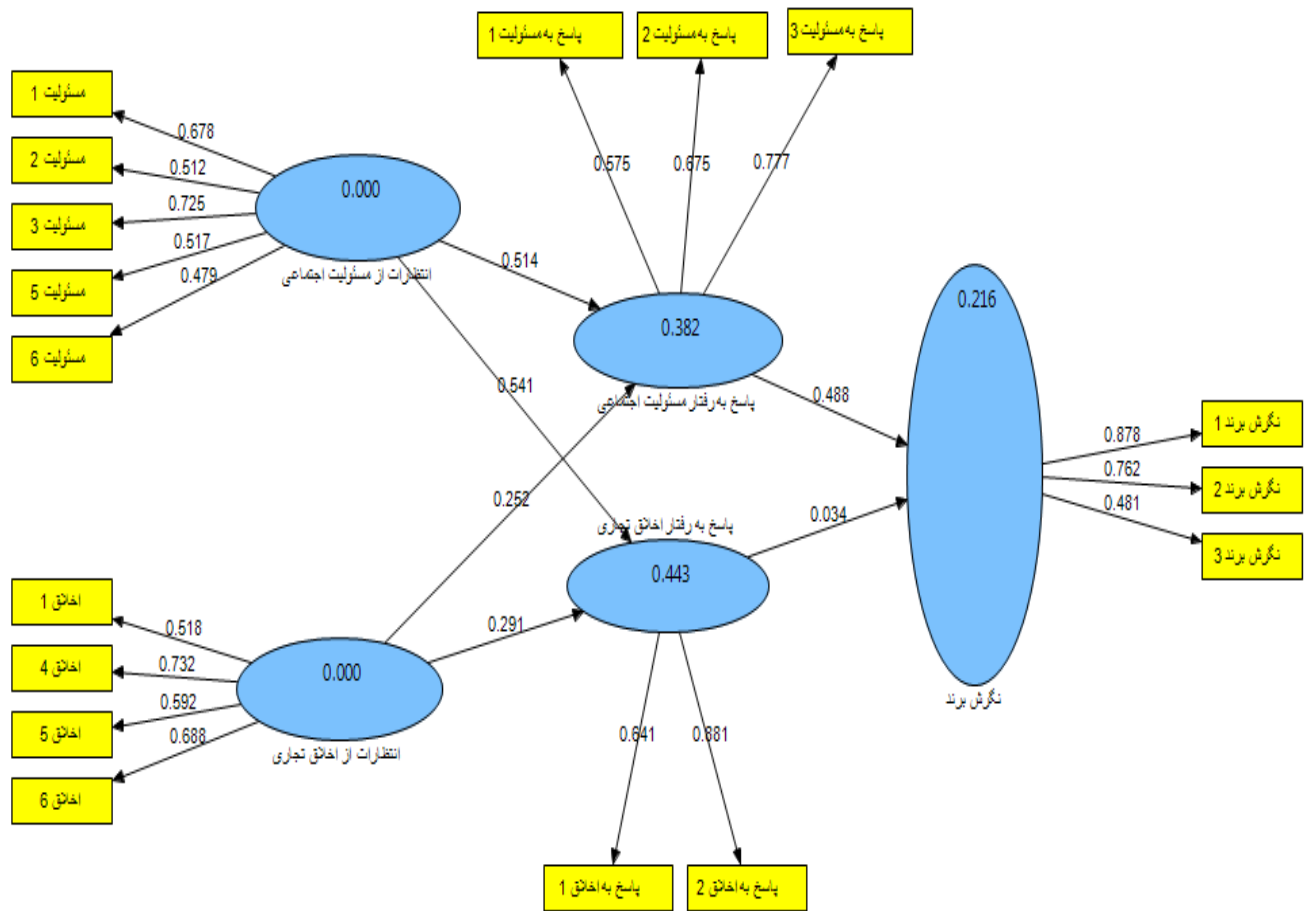 پاسخ به مسئولیت 1
پاسخ به مسئولیت 2
پاسخ به مسئولیت 3
مسئولیت 1
مسئولیت 2
مسئولیت 3
مسئولیت 5
مسئولیت 6
0.678
0.512
0.725
0.517
0.479
0.000
انتظارات از مسئولیت اجتماعی
0.575
0.675
0.777
0.514
0.541
0.382
پاسخ به رفتار مسئولیت اجتماعی
0.252
0.488
0.216
نگرش برند
0.878
0.762
0.481
نگرش برند 1
نگرش برند 2
نگرش برند 3
پاسخ به رفتار اخلاق تجاری
0.443
0.034
0.291
اخلاق 1
اخلاق 4
اخلاق 5
اخلاق 6
0.518
0.732
0.592
0.688
0.000
انتظارات از اخلاق تجاری
0.641
0.881
پاسخ به اخلاق 1
پاسخ به اخلاق 2